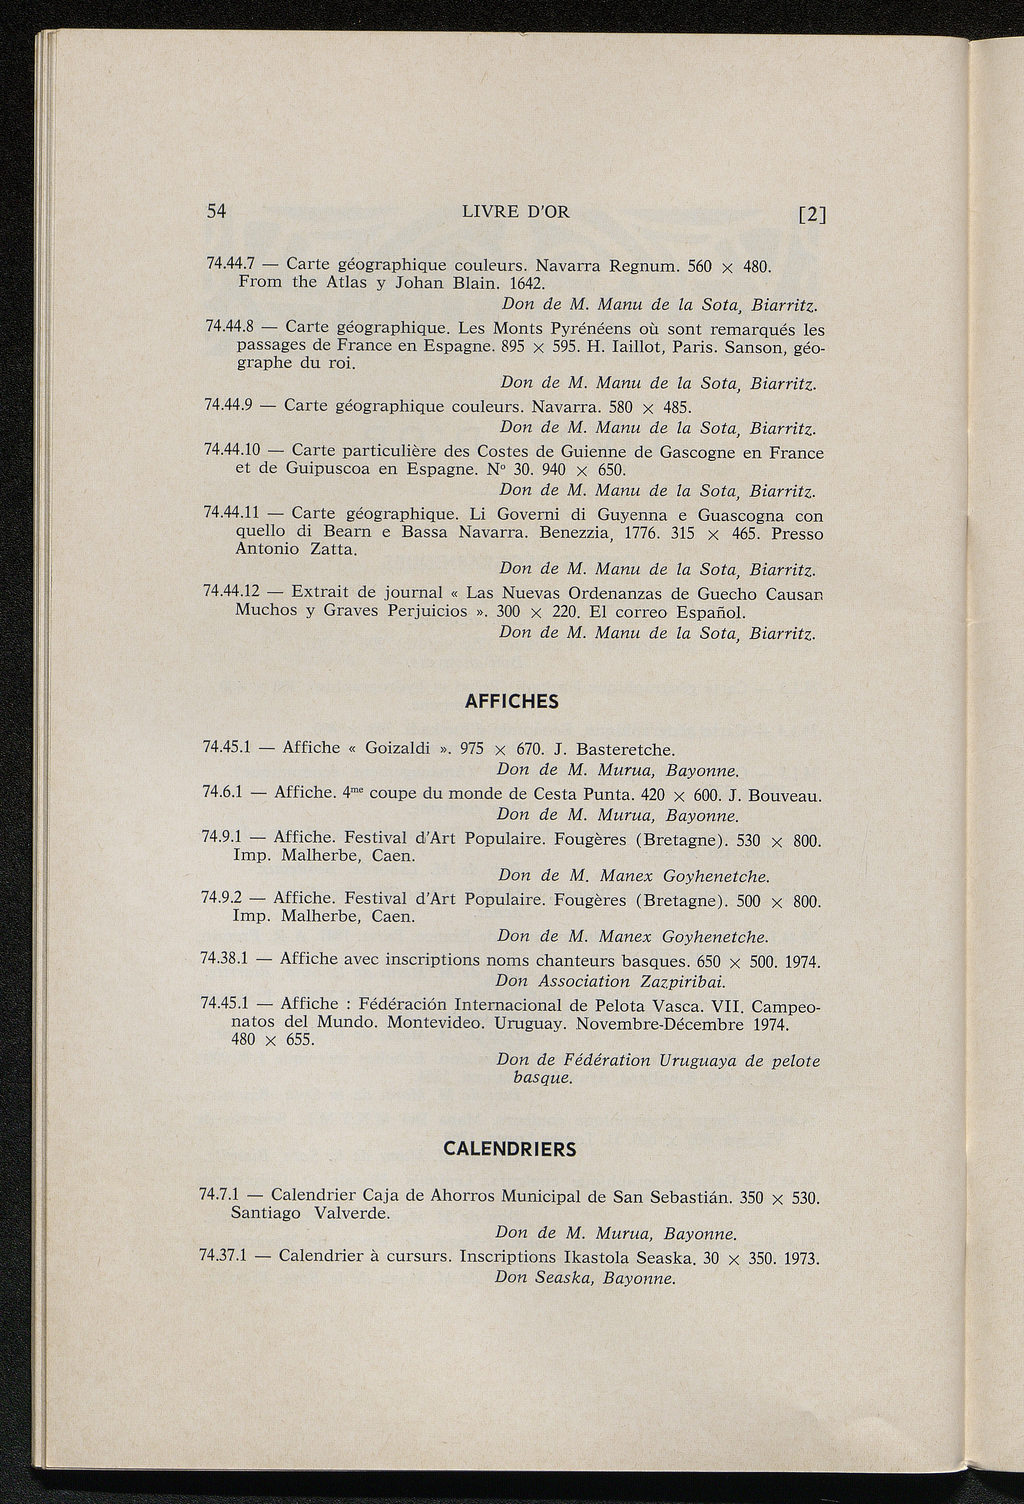 54 LIVRE D'OR [2]
74.44.7 — Carte géographique couleurs. Navarra Regnum. 560 × 480.
From the Atlas y Johan Blain. 1642.
Don de M. Manu de la Sota, Biarritz.
74.44.8 — Carte géographique. Les Monts Pyrénéens où sont remarqués les
passages de France en Espagne. 895 × 595. H. Iaillot, Paris. Sanson, géo-
graphe du roi.
Don de M. Manu de la Sota, Biarritz.
74.44.9 — Carte géographique couleurs. Navarra. 580 × 485.
Don de M. Manu de la Sota, Biarritz.
74.44.10 — Carte particulière des Costes de Guienne de Gascogne en France
et de Guipuscoa en Espagne. N° 30. 940 × 650.
Don de M. Manu de la Sota, Biarritz.
74.44.11 — Carte géographique. Li Governi di Guyenna e Guascogna con
quello di Bearn e Bassa Navarra. Benezzia, 1776. 315 × 465. Presso
Antonio Zatta.
Don de M. Manu de la Sota, Biarritz.
74.44.12 — Extrait de journal « Las Nuevas Ordenanzas de Guecho Causan
Muchos y Graves Perjuicios ». 300 × 220. El correo Español.
Don de M. Manu de la Sota, Biarritz.
AFFICHES
74.45.1 — Affiche « Goizaldi ». 975 × 670. J. Basteretche.
Don de M. Murua, Bayonne.
74.6.1 — Affiche. 4me coupe du monde de Cesta Punta. 420 × 600. J. Bouveau.
Don de M. Murua, Bayonne.
74.9.1 — Affiche. Festival d'Art Populaire. Fougères (Bretagne). 530 × 800.
Imp. Malherbe, Caen.
Don de M. Manex Goyhenetche.
74.9.2 — Affiche. Festival d'Art Populaire. Fougères (Bretagne). 500 × 800.
Imp. Malherbe, Caen.
Don de M. Manex Goyhenetche.
74.38.1 — Affiche avec inscriptions noms chanteurs basques. 650 × 500. 1974.
Don Association Zazpiribai.
74.45.1 — Affiche : Fédéración Internacional de Pelota Vasca. VII. Campeo-
natos del Mundo. Montevideo. Uruguay. Novembre-Décembre 1974.
480 × 655.
Don de Fédération Uruguaya de pelote
basque.
CALENDRIERS
74.7.1 — Calendrier Caja de Ahorros Municipal de San Sebastián. 350 × 530.
Santiago Valverde.
Don de M. Murua, Bayonne.
74.37.1 — Calendrier à cursurs. Inscriptions Ikastola Seaska. 30 × 350. 1973.
Don Seaska, Bayonne.